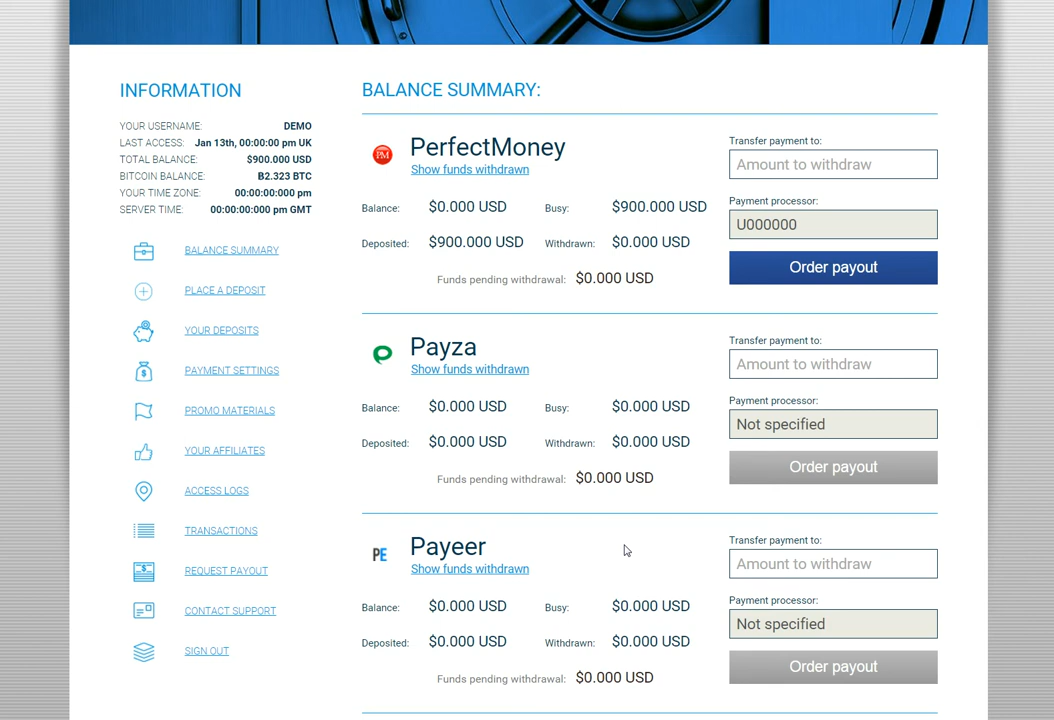 INFORMATION
YOUR USERNAME: DEMO
LAST ACCESS: Jan 13th, 00:00:00 pm UK
TOTAL BALANCE: $900.000 USD
BITCOIN BALANCE: Ƀ2.323 BTC
YOUR TIME ZONE: 00:00:00:000 pm
SERVER TIME: 00:00:00:000 pm GMT
BALANCE SUMMARY
PLACE A DEPOSIT
YOUR DEPOSITS
PAYMENT SETTINGS
PROMO MATERIALS
YOUR AFFILIATES
ACCESS LOGS
TRANSACTIONS
REQUEST PAYOUT
CONTACT SUPPORT
SIGN OUT
BALANCE SUMMARY:
PM
PerfectMoney
Show funds withdrawn
Balance: $0.000 USD Busy: $900.000 USD
Deposited: $900.000 USD Withdrawn: $0.000 USD
Funds pending withdrawal: $0.000 USD
Transfer payment to:
Amount to withdraw
Payment processor:
U000000
Order payout
Payza
Show funds withdrawn
Balance: $0.000 USD Busy: $0.000 USD
Deposited: $0.000 USD Withdrawn: $0.000 USD
Funds pending withdrawal: $0.000 USD
Transfer payment to:
Amount to withdraw
Payment processor:
Not specified
Order payout
PE
Payeer
Show funds withdrawn
Balance: $0.000 USD Busy: $0.000 USD
Deposited: $0.000 USD Withdrawn: $0.000 USD
Funds pending withdrawal: $0.000 USD
Transfer payment to:
Amount to withdraw
Payment processor:
Not specified
Order payout